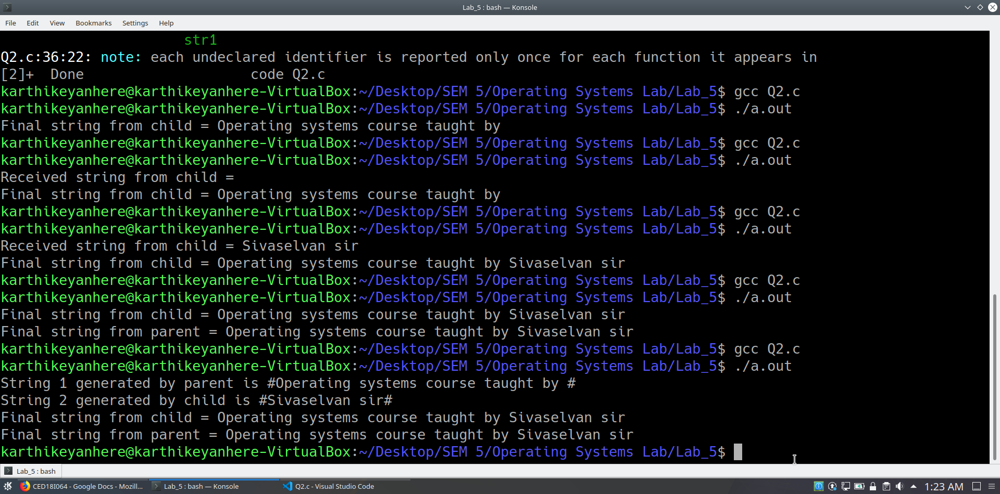 Lab_5 : bash — Konsole
File Edit View Bookmarks Settings Help
str1
Q2.c:36:22: note: each undeclared identifier is reported only once for each function it appears in
[2]+  Done                    code Q2.c
karthikeyanhere@karthikeyanhere-VirtualBox:~/Desktop/SEM 5/Operating Systems Lab/Lab_5$ gcc Q2.c
karthikeyanhere@karthikeyanhere-VirtualBox:~/Desktop/SEM 5/Operating Systems Lab/Lab_5$ ./a.out
Final string from child = Operating systems course taught by
karthikeyanhere@karthikeyanhere-VirtualBox:~/Desktop/SEM 5/Operating Systems Lab/Lab_5$ gcc Q2.c
karthikeyanhere@karthikeyanhere-VirtualBox:~/Desktop/SEM 5/Operating Systems Lab/Lab_5$ ./a.out
Received string from child =
Final string from child = Operating systems course taught by
karthikeyanhere@karthikeyanhere-VirtualBox:~/Desktop/SEM 5/Operating Systems Lab/Lab_5$ gcc Q2.c
karthikeyanhere@karthikeyanhere-VirtualBox:~/Desktop/SEM 5/Operating Systems Lab/Lab_5$ ./a.out
Received string from child = Sivaselvan sir
Final string from child = Operating systems course taught by Sivaselvan sir
karthikeyanhere@karthikeyanhere-VirtualBox:~/Desktop/SEM 5/Operating Systems Lab/Lab_5$ gcc Q2.c
karthikeyanhere@karthikeyanhere-VirtualBox:~/Desktop/SEM 5/Operating Systems Lab/Lab_5$ ./a.out
Final string from child = Operating systems course taught by Sivaselvan sir
Final string from parent = Operating systems course taught by Sivaselvan sir
karthikeyanhere@karthikeyanhere-VirtualBox:~/Desktop/SEM 5/Operating Systems Lab/Lab_5$ gcc Q2.c
karthikeyanhere@karthikeyanhere-VirtualBox:~/Desktop/SEM 5/Operating Systems Lab/Lab_5$ ./a.out
String 1 generated by parent is #Operating systems course taught by #
String 2 generated by child is #Sivaselvan sir#
Final string from child = Operating systems course taught by Sivaselvan sir
Final string from parent = Operating systems course taught by Sivaselvan sir
karthikeyanhere@karthikeyanhere-VirtualBox:~/Desktop/SEM 5/Operating Systems Lab/Lab_5$
Lab_5 : bash
CED18I064 - Google Docs - Mozill... Lab_5 : bash — Konsole Q2.c - Visual Studio Code 1:23 AM